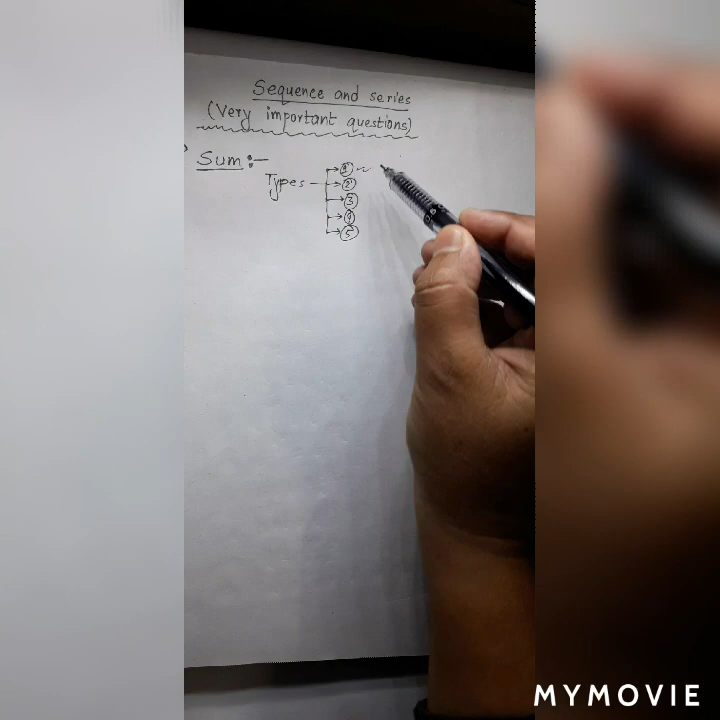 Sequence and series
(Very important questions)
Sum :-
Types
1
2
3
4
5
MYMOVIE